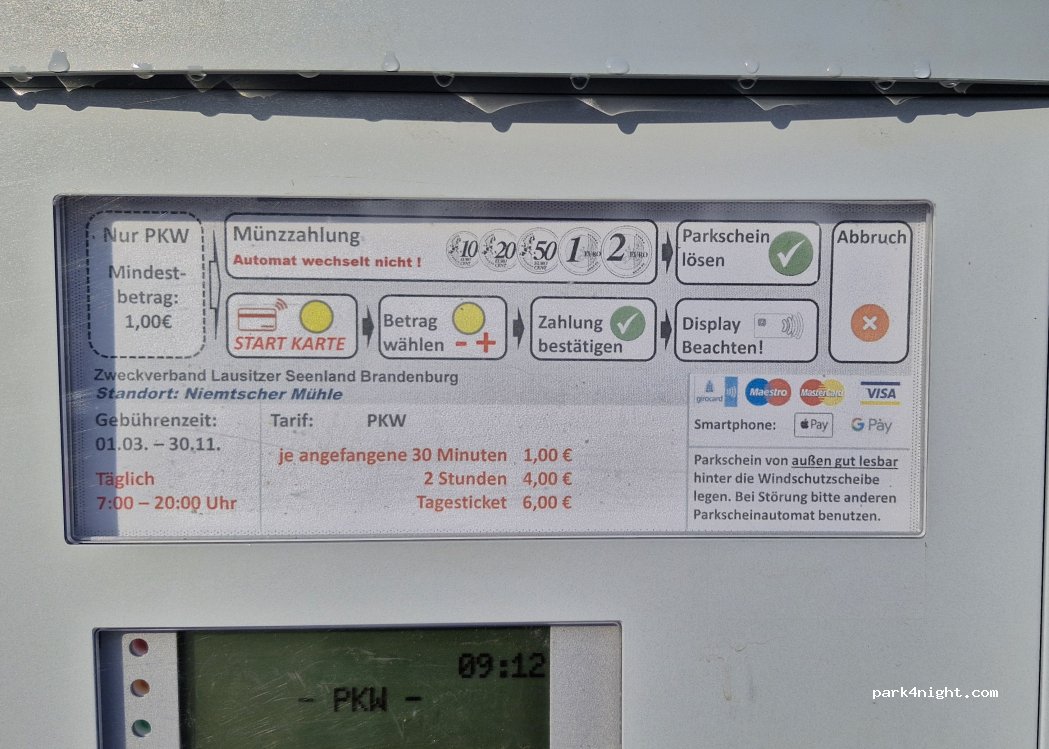 Nur PKW
Mindest-
betrag:
1,00€
Münzzahlung
Automat wechselt nicht !
10 20 50 1 2
Parkschein
lösen
Abbruch
START KARTE
Betrag
wählen - +
Zahlung
bestätigen
Display
Beachten!
Zweckverband Lausitzer Seenland Brandenburg
Standort: Niemtscher Mühle
Gebührenzeit:
01.03. – 30.11.
Täglich
7:00 – 20:00 Uhr
Tarif: PKW
je angefangene 30 Minuten 1,00 €
2 Stunden 4,00 €
Tagesticket 6,00 €
girocard Maestro MasterCard VISA
Smartphone: Pay G Pay
Parkschein von außen gut lesbar
hinter die Windschutzscheibe
legen. Bei Störung bitte anderen
Parkscheinautomat benutzen.
09:12
- PKW -
park4night.com